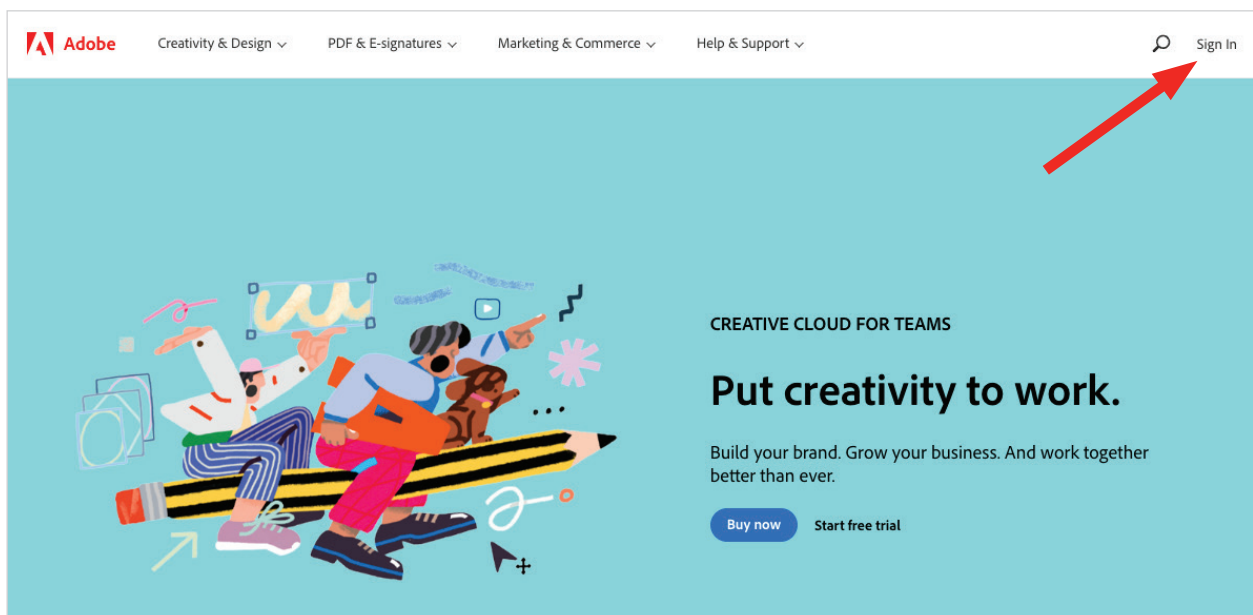 Adobe Creativity & Design PDF & E-signatures Marketing & Commerce Help & Support Sign In
CREATIVE CLOUD FOR TEAMS
Put creativity to work.
Build your brand. Grow your business. And work together
better than ever.
Buy now Start free trial